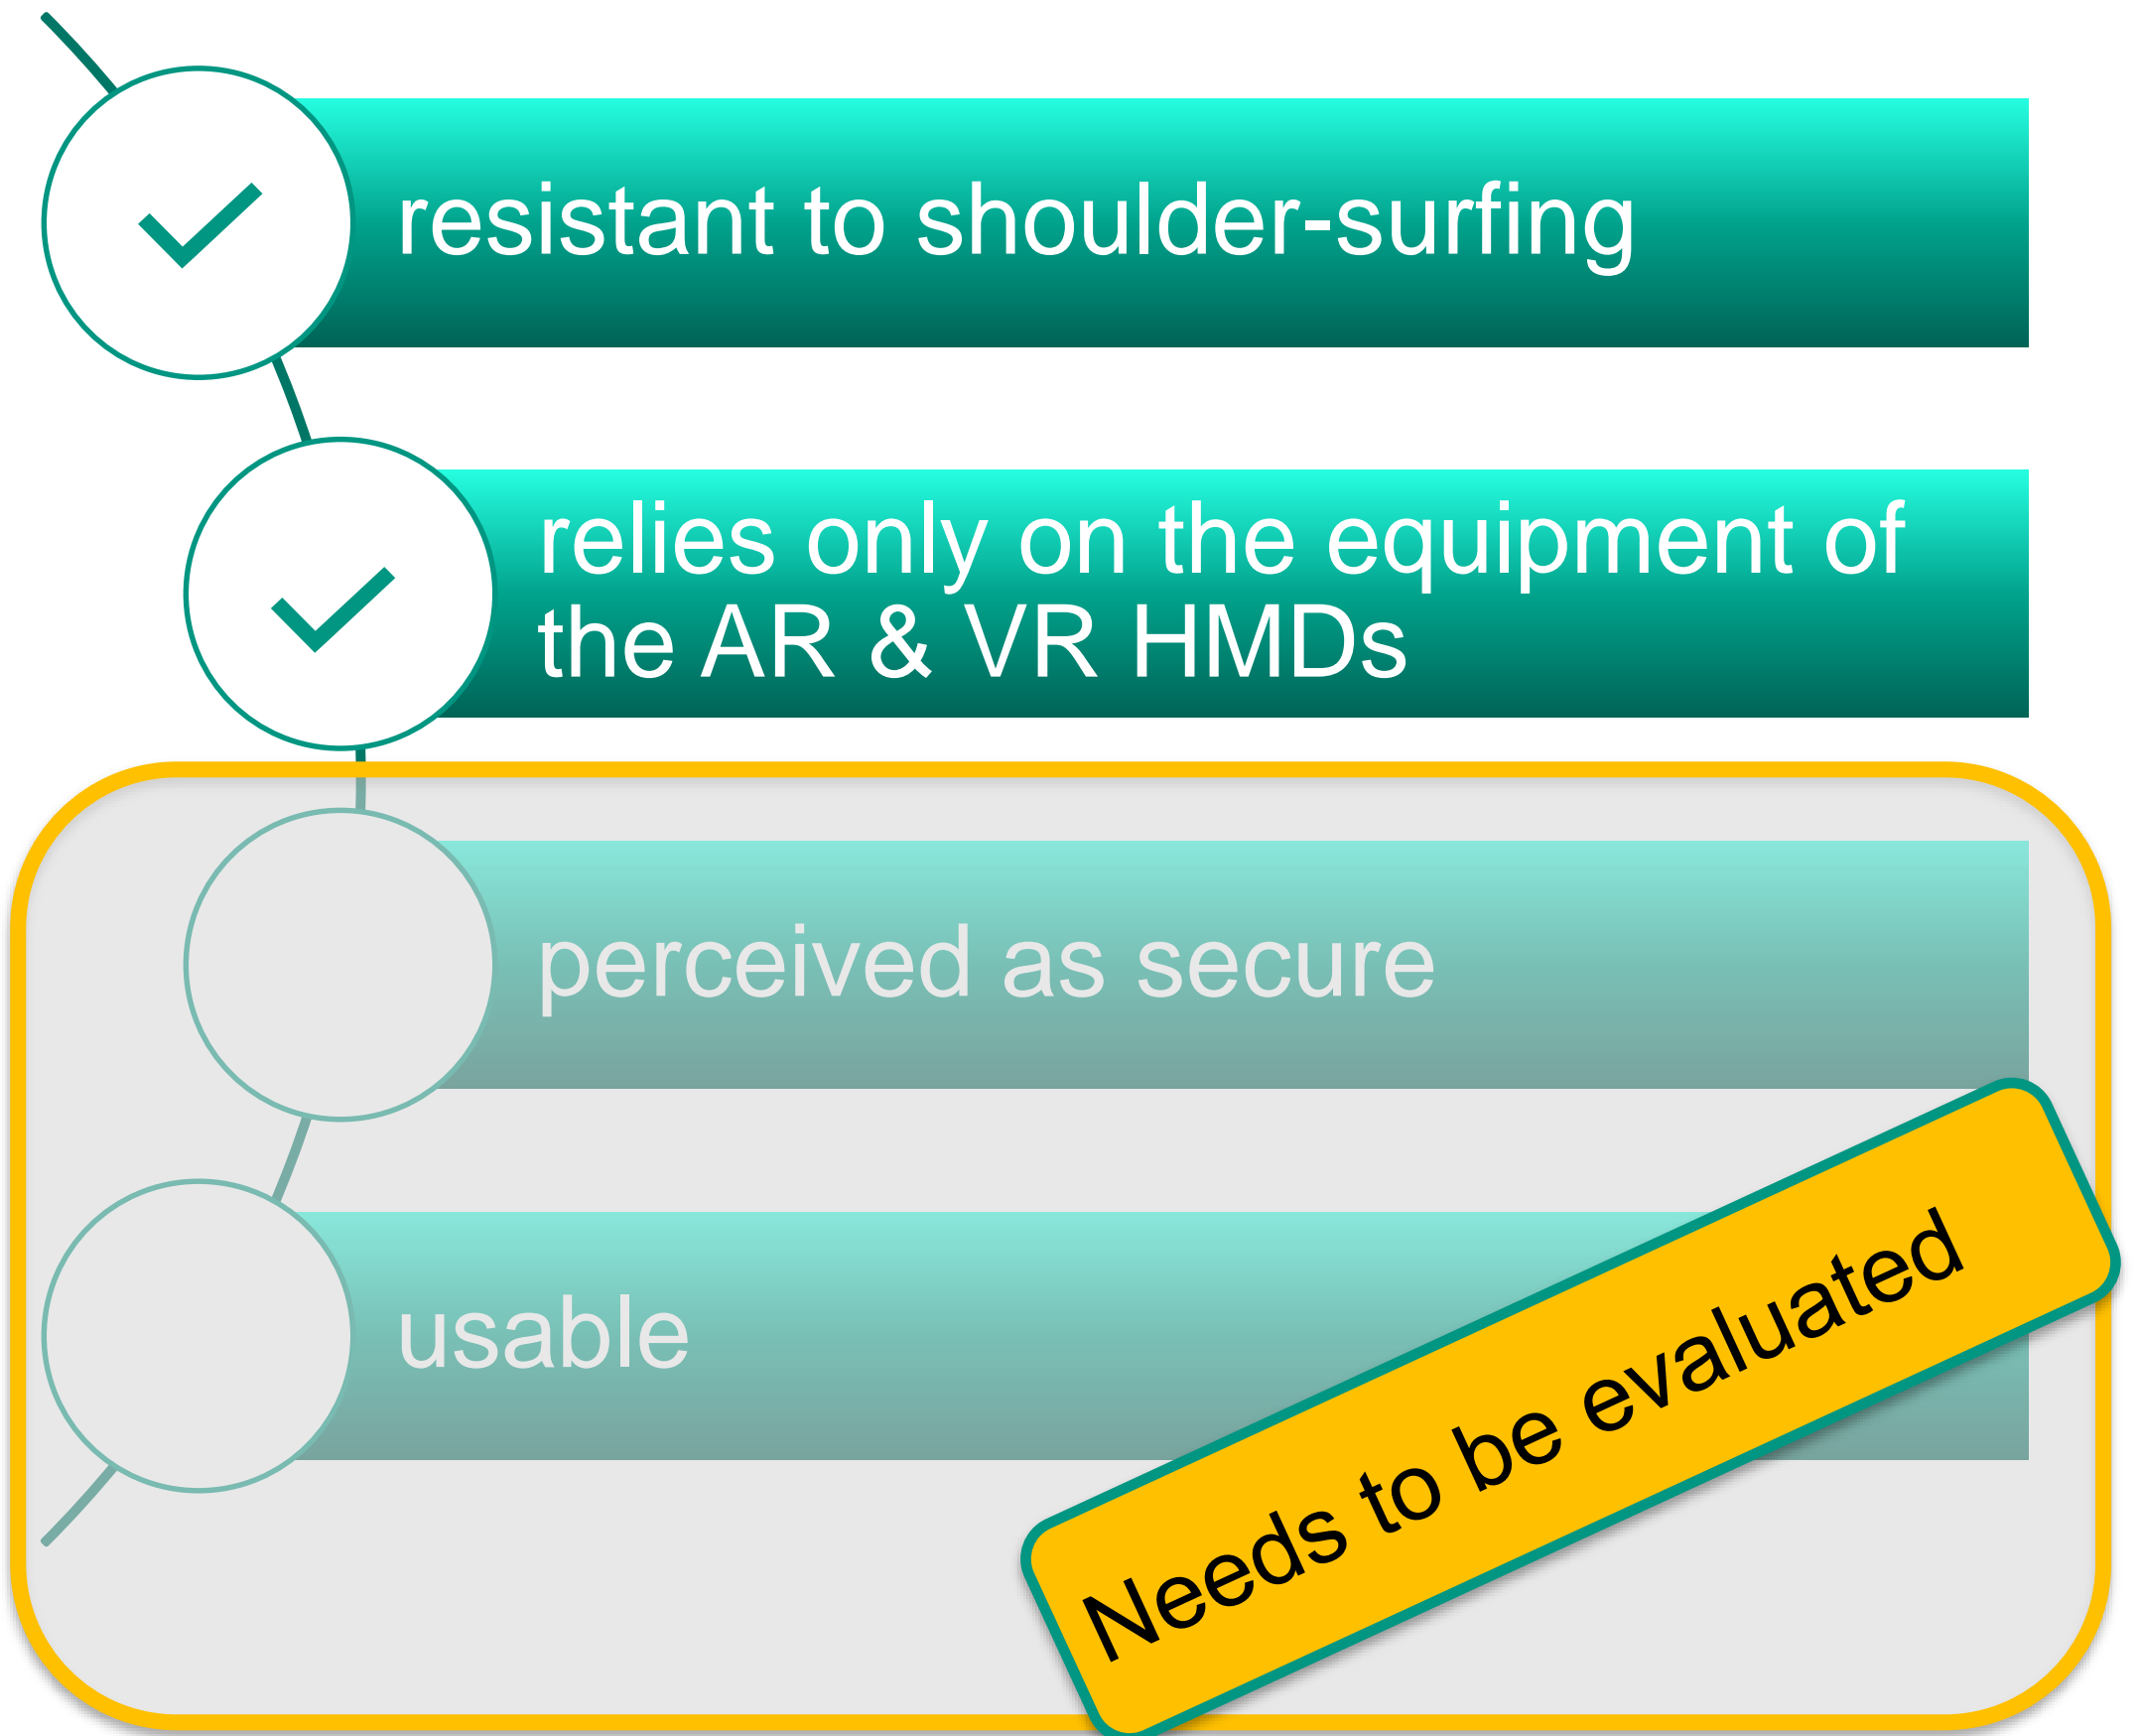 resistant to shoulder-surfing
relies only on the equipment of
the AR & VR HMDs
perceived as secure
usable
Needs to be evaluated